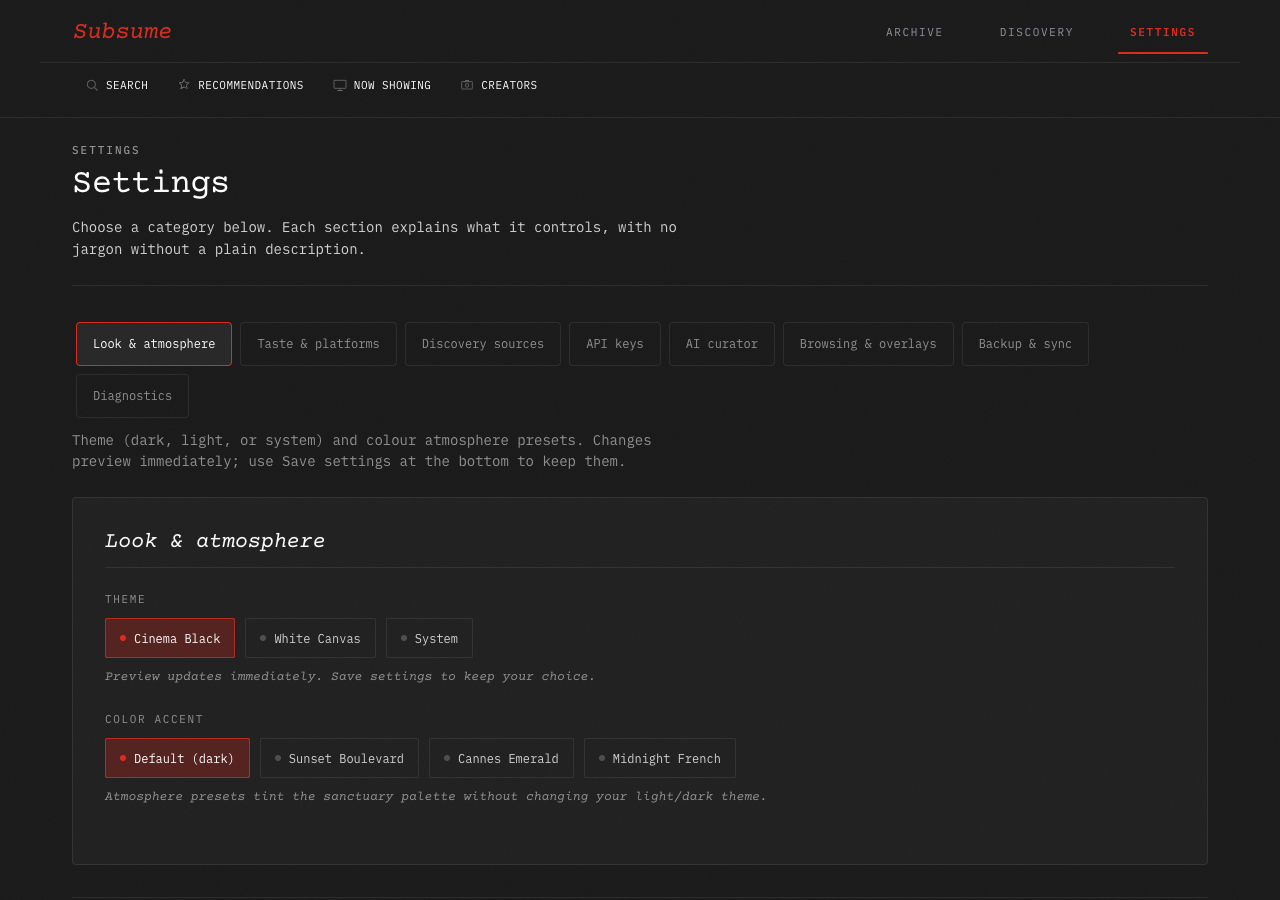 Subsume
ARCHIVE DISCOVERY SETTINGS
SEARCH RECOMMENDATIONS NOW SHOWING CREATORS
SETTINGS
Settings
Choose a category below. Each section explains what it controls, with no
jargon without a plain description.
Look & atmosphere Taste & platforms Discovery sources API keys AI curator Browsing & overlays Backup & sync
Diagnostics
Theme (dark, light, or system) and colour atmosphere presets. Changes
preview immediately; use Save settings at the bottom to keep them.
Look & atmosphere
THEME
Cinema Black White Canvas System
Preview updates immediately. Save settings to keep your choice.
COLOR ACCENT
Default (dark) Sunset Boulevard Cannes Emerald Midnight French
Atmosphere presets tint the sanctuary palette without changing your light/dark theme.